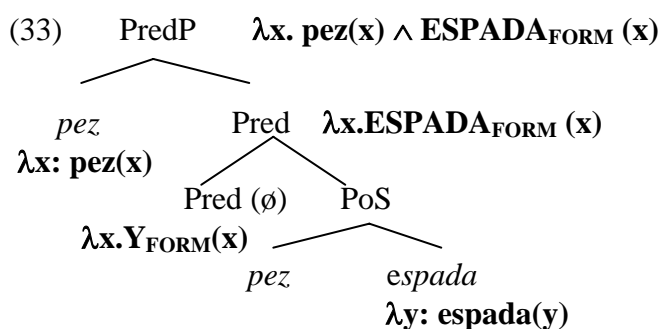 (33) PredP λx. pez(x) ∧ ESPADA_FORM (x)
pez Pred λx.ESPADA_FORM (x)
λx: pez(x)
Pred (ø) PoS
λx.Y_FORM(x)
pez espada
λy: espada(y)